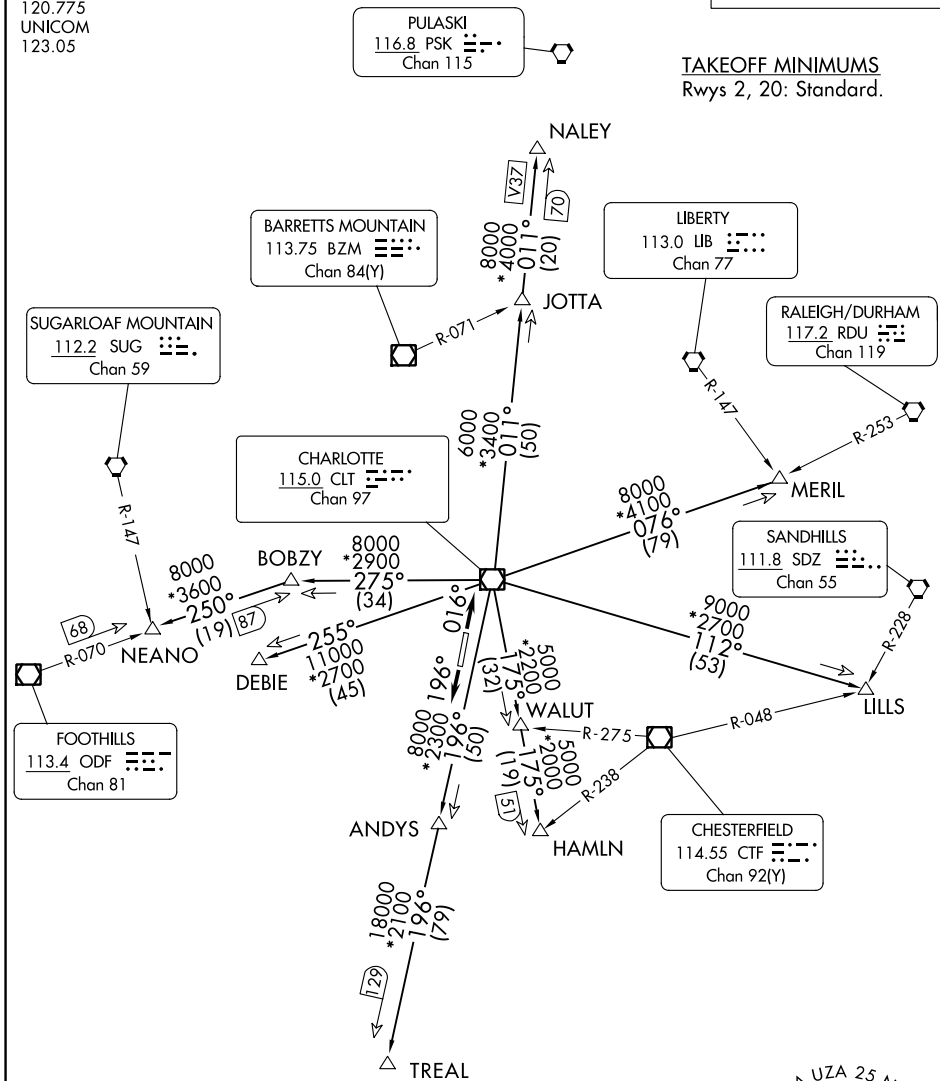 120.775
UNICOM
123.05
PULASKI
116.8 PSK
Chan 115
TAKEOFF MINIMUMS
Rwys 2, 20: Standard.
NALEY
V37
70
8000
*4000
011°
(20)
BARRETTS MOUNTAIN
113.75 BZM
Chan 84(Y)
LIBERTY
113.0 LIB
Chan 77
JOTTA
R-071
SUGARLOAF MOUNTAIN
112.2 SUG
Chan 59
RALEIGH/DURHAM
117.2 RDU
Chan 119
R-147
R-253
6000
*3400
011°
(50)
CHARLOTTE
115.0 CLT
Chan 97
MERIL
8000
*4100
076°
(79)
R-147
SANDHILLS
111.8 SDZ
Chan 55
BOBZY
8000
*2900
275°
(34)
8000
*3600
250°
(19)
87
68
R-070
NEANO
016°
196°
255°
11000
*2700
(45)
DEBIE
9000
*2700
112°
(53)
R-228
LILLS
5000
*2200
175°
(32)
WALUT
R-275
R-048
8000
*2300
196°
(50)
5000
*2000
175°
(19)
R-238
51
FOOTHILLS
113.4 ODF
Chan 81
ANDYS
HAMLN
CHESTERFIELD
114.55 CTF
Chan 92(Y)
18000
*2100
196°
(79)
129
TREAL
UZA 25